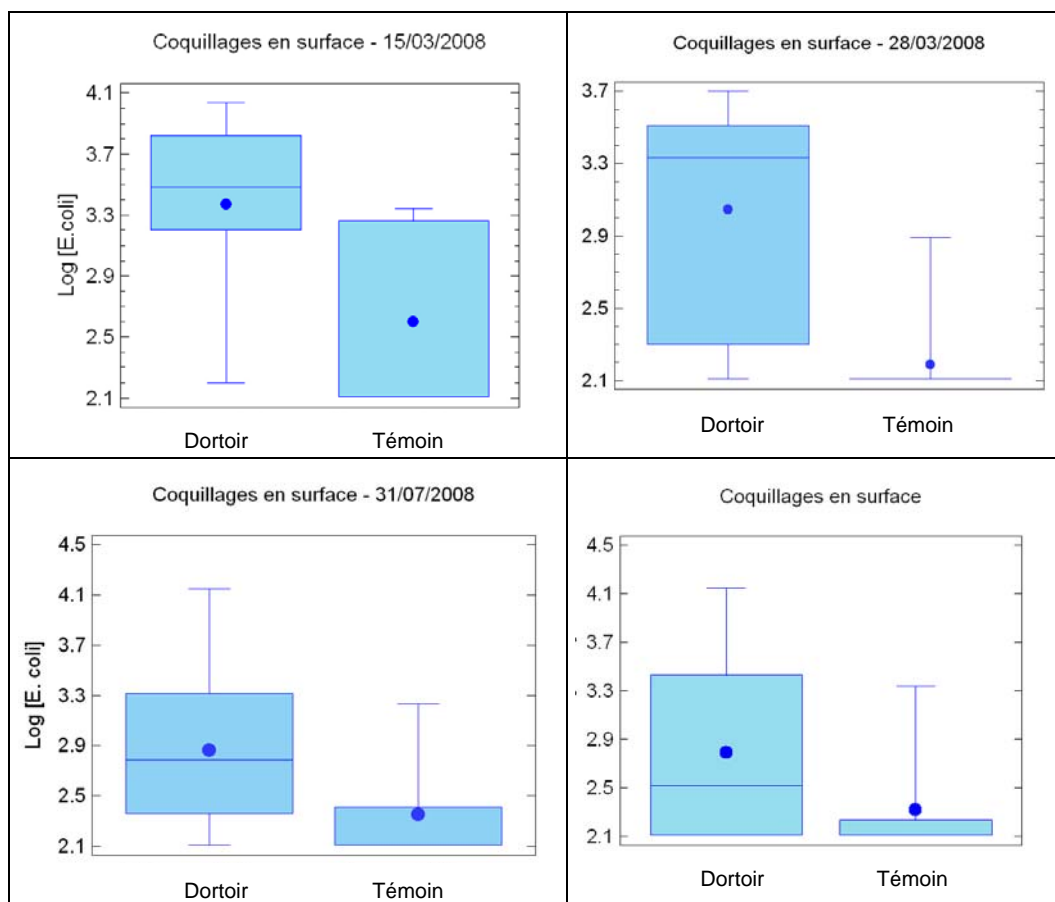 Coquillages en surface - 15/03/2008
Log [E.coli]
4.1
3.7
3.3
2.9
2.5
2.1
Dortoir Témoin
Coquillages en surface - 28/03/2008
3.7
3.3
2.9
2.5
2.1
Dortoir Témoin
Coquillages en surface - 31/07/2008
Log [E. coli]
4.5
4.1
3.7
3.3
2.9
2.5
2.1
Dortoir Témoin
Coquillages en surface
4.5
4.1
3.7
3.3
2.9
2.5
2.1
Dortoir Témoin